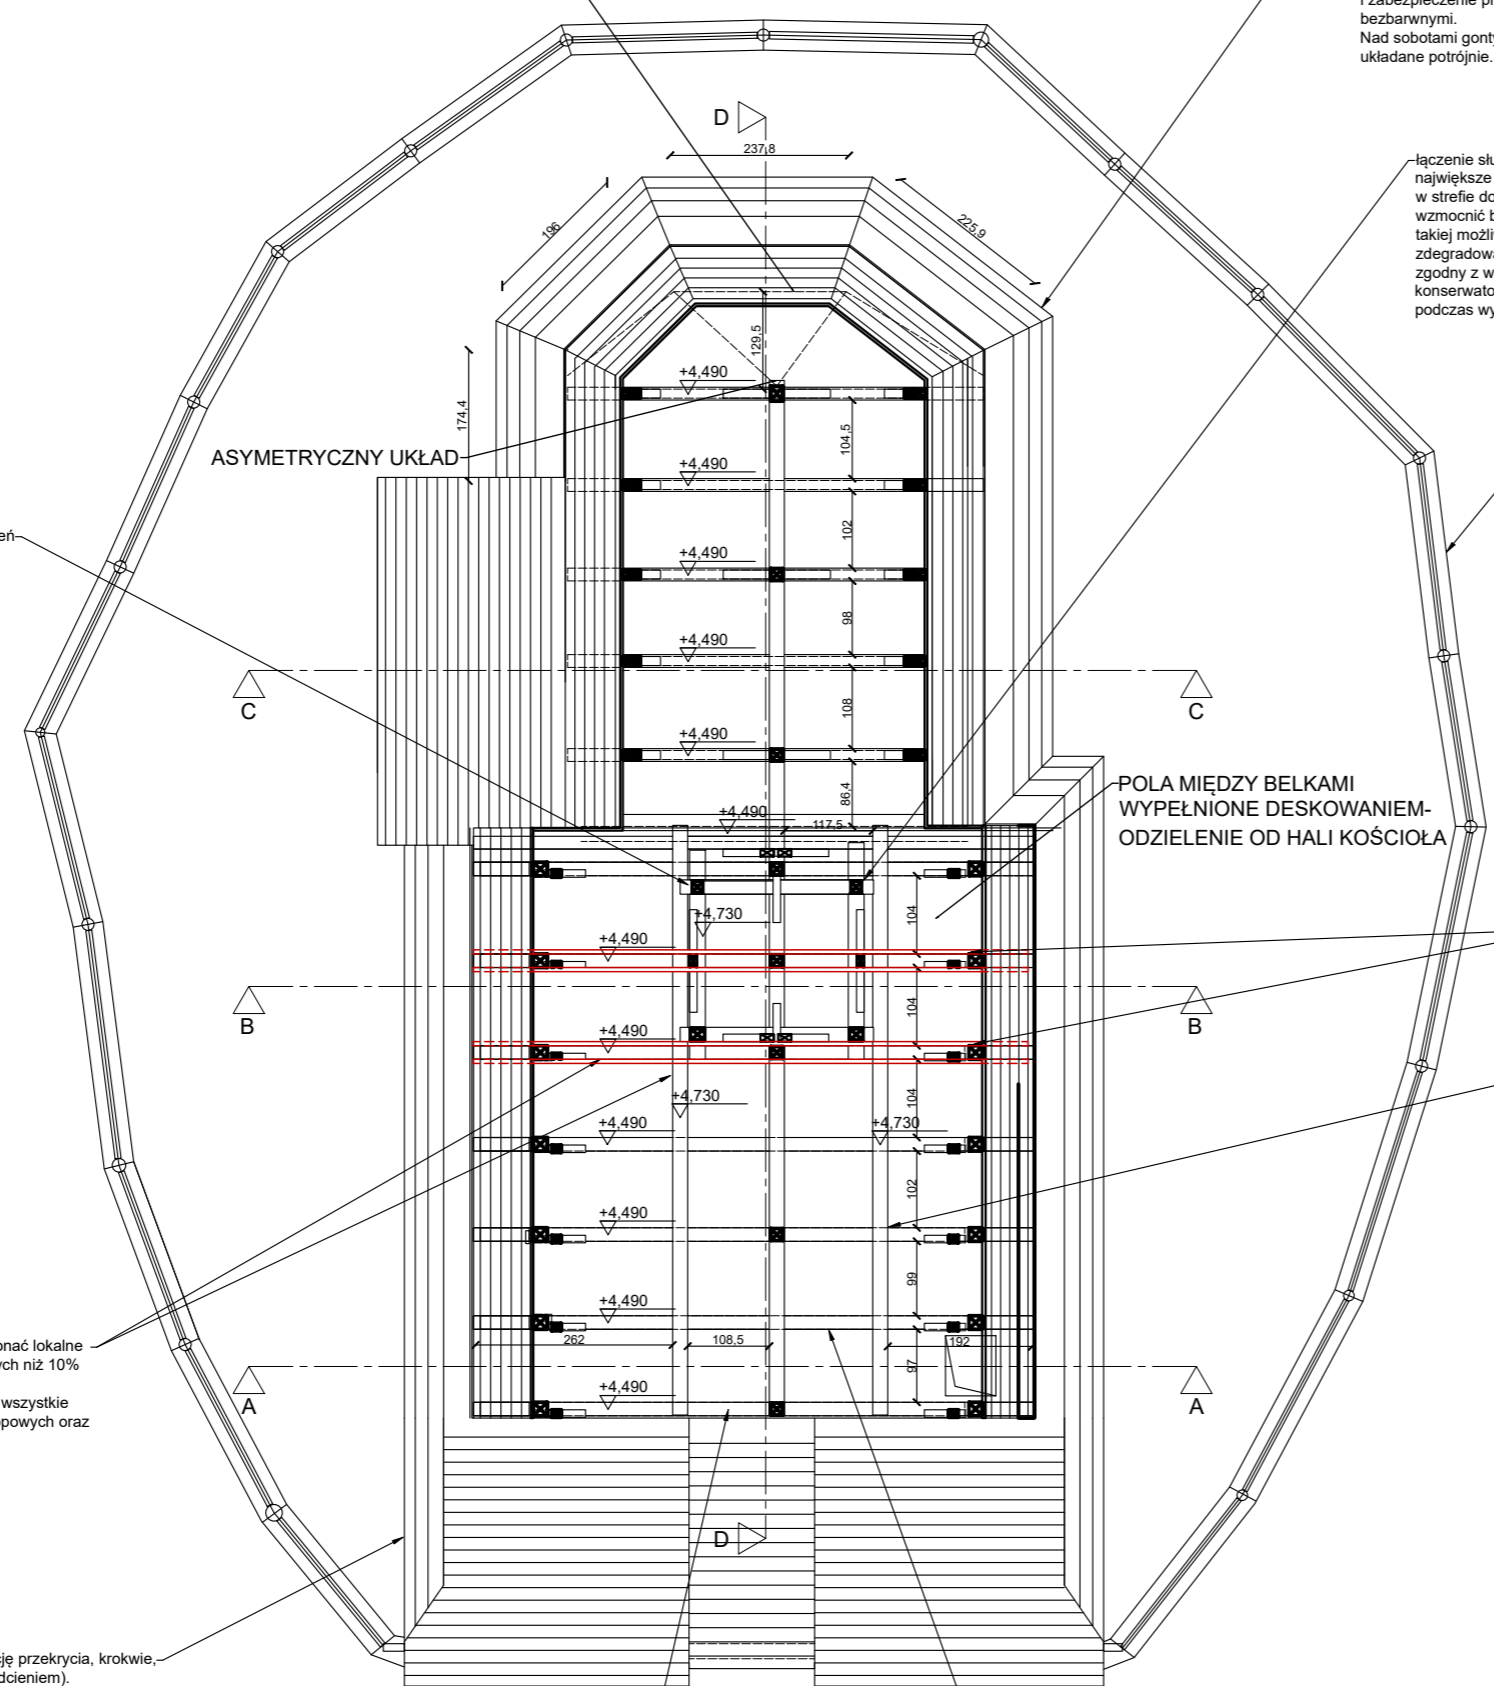 bezbarwnymi.
Nad sobotami gonty
układane potrójnie.
D
237,8
196
225,9
łączenie słu
największe
w strefie do
wzmocnić b
takiej możli
zdegradowa
zgodny z w
konserwato
podczas wy
129,5
+4,490
174,4
104,5
ASYMETRYCZNY UKŁAD
+4,490
102
eń
+4,490
98
+4,490
C
C
108
+4,490
86,4
POLA MIĘDZY BELKAMI
WYPEŁNIONE DESKOWANIEM-
ODZIELENIE OD HALI KOŚCIOŁA
+4,490
117,5
104
+4,730
+4,490
104
B
B
+4,490
104
+4,730
+4,490
+4,730
102
+4,490
99
+4,490
262
108,5
192
97
onać lokalne
ych niż 10%
A
A
+4,490
wszystkie
opowych oraz
D
cję przekrycia, krokwie,
dcieniem).